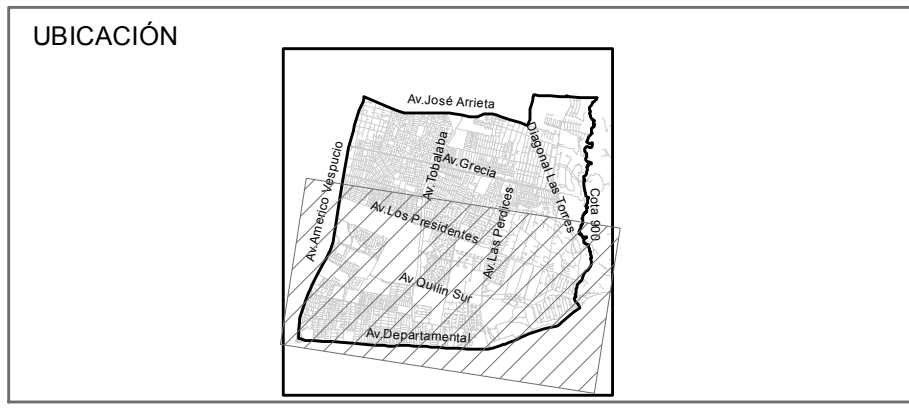 UBICACIÓN
Av.José Arrieta
Av.Americo Vespucio
Av.Tobalaba
Av.Grecia
Diagonal Las Torres
Cota 900
Av.Los Presidentes
Av.Las Perdices
Av.Quilin Sur
Av.Departamental